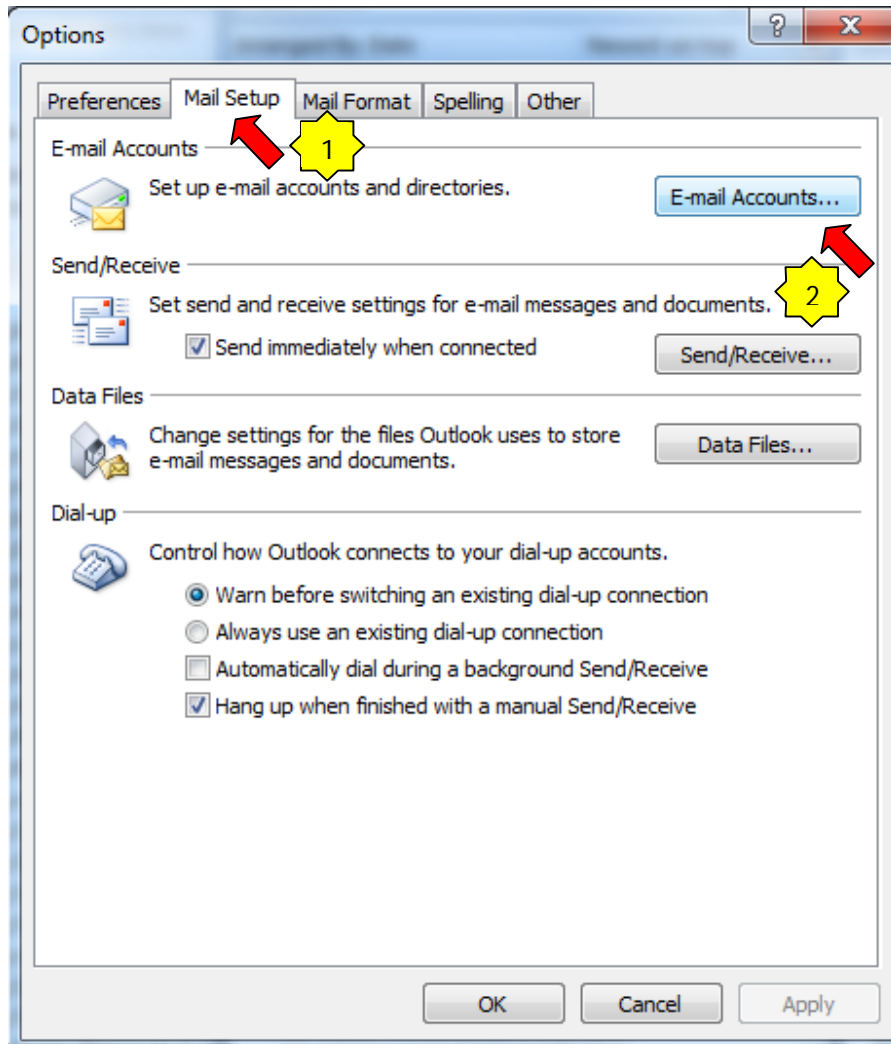 Options
Preferences Mail Setup Mail Format Spelling Other
1
E-mail Accounts
Set up e-mail accounts and directories.
E-mail Accounts...
2
Send/Receive
Set send and receive settings for e-mail messages and documents.
Send immediately when connected
Send/Receive...
Data Files
Change settings for the files Outlook uses to store
e-mail messages and documents.
Data Files...
Dial-up
Control how Outlook connects to your dial-up accounts.
Warn before switching an existing dial-up connection
Always use an existing dial-up connection
Automatically dial during a background Send/Receive
Hang up when finished with a manual Send/Receive
OK Cancel Apply